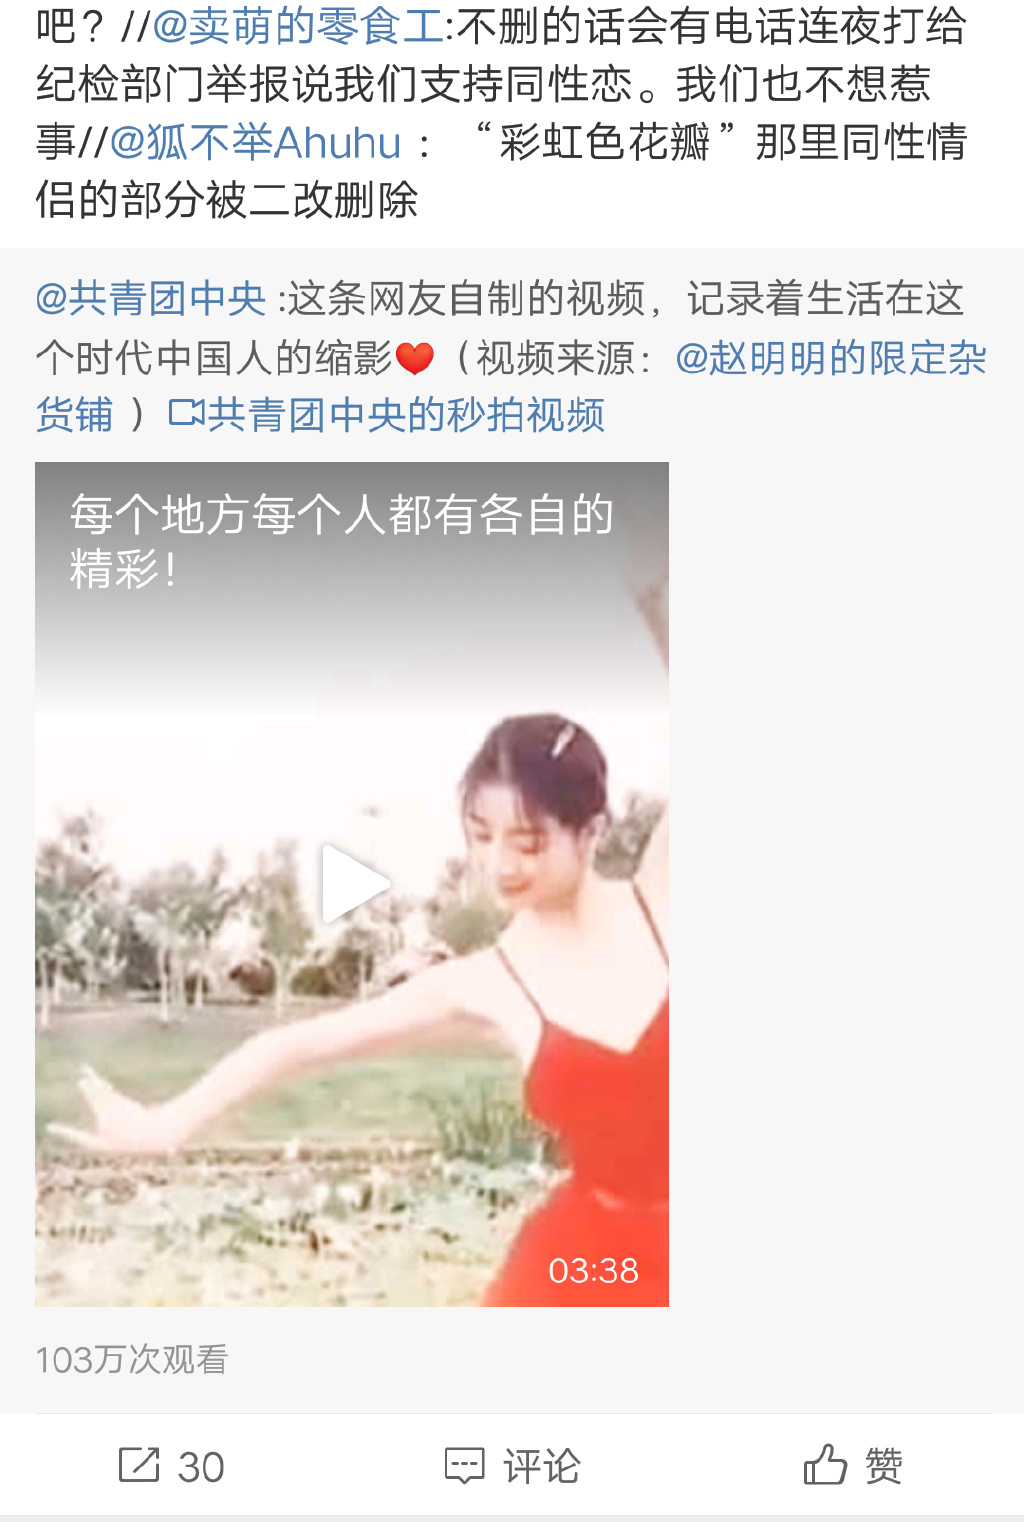 吧？//@卖萌的零食工:不删的话会有电话连夜打给
纪检部门举报说我们支持同性恋。我们也不想惹
事//@狐不举Ahuhu：“彩虹色花瓣”那里同性情
侣的部分被二改删除
@共青团中央:这条网友自制的视频，记录着生活在这
个时代中国人的缩影❤️（视频来源：@赵明明的限定杂
货铺 ）共青团中央的秒拍视频
每个地方每个人都有各自的
精彩！
03:38
103万次观看
30 评论 赞